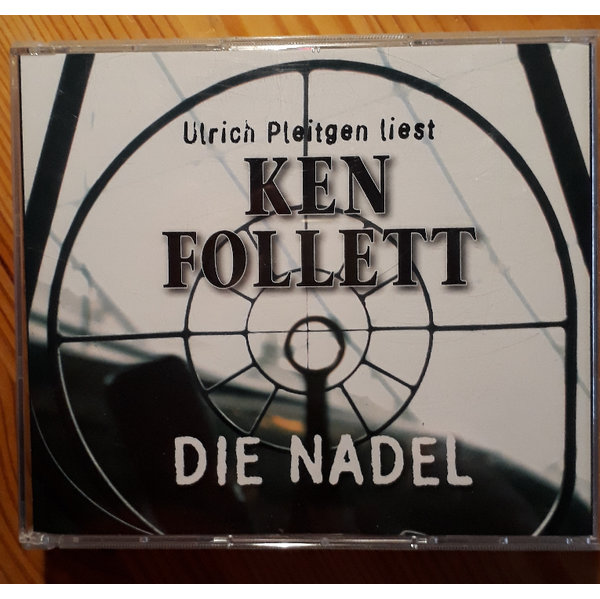 Ulrich Pleitgen liest
KEN
FOLLETT
DIE NADEL